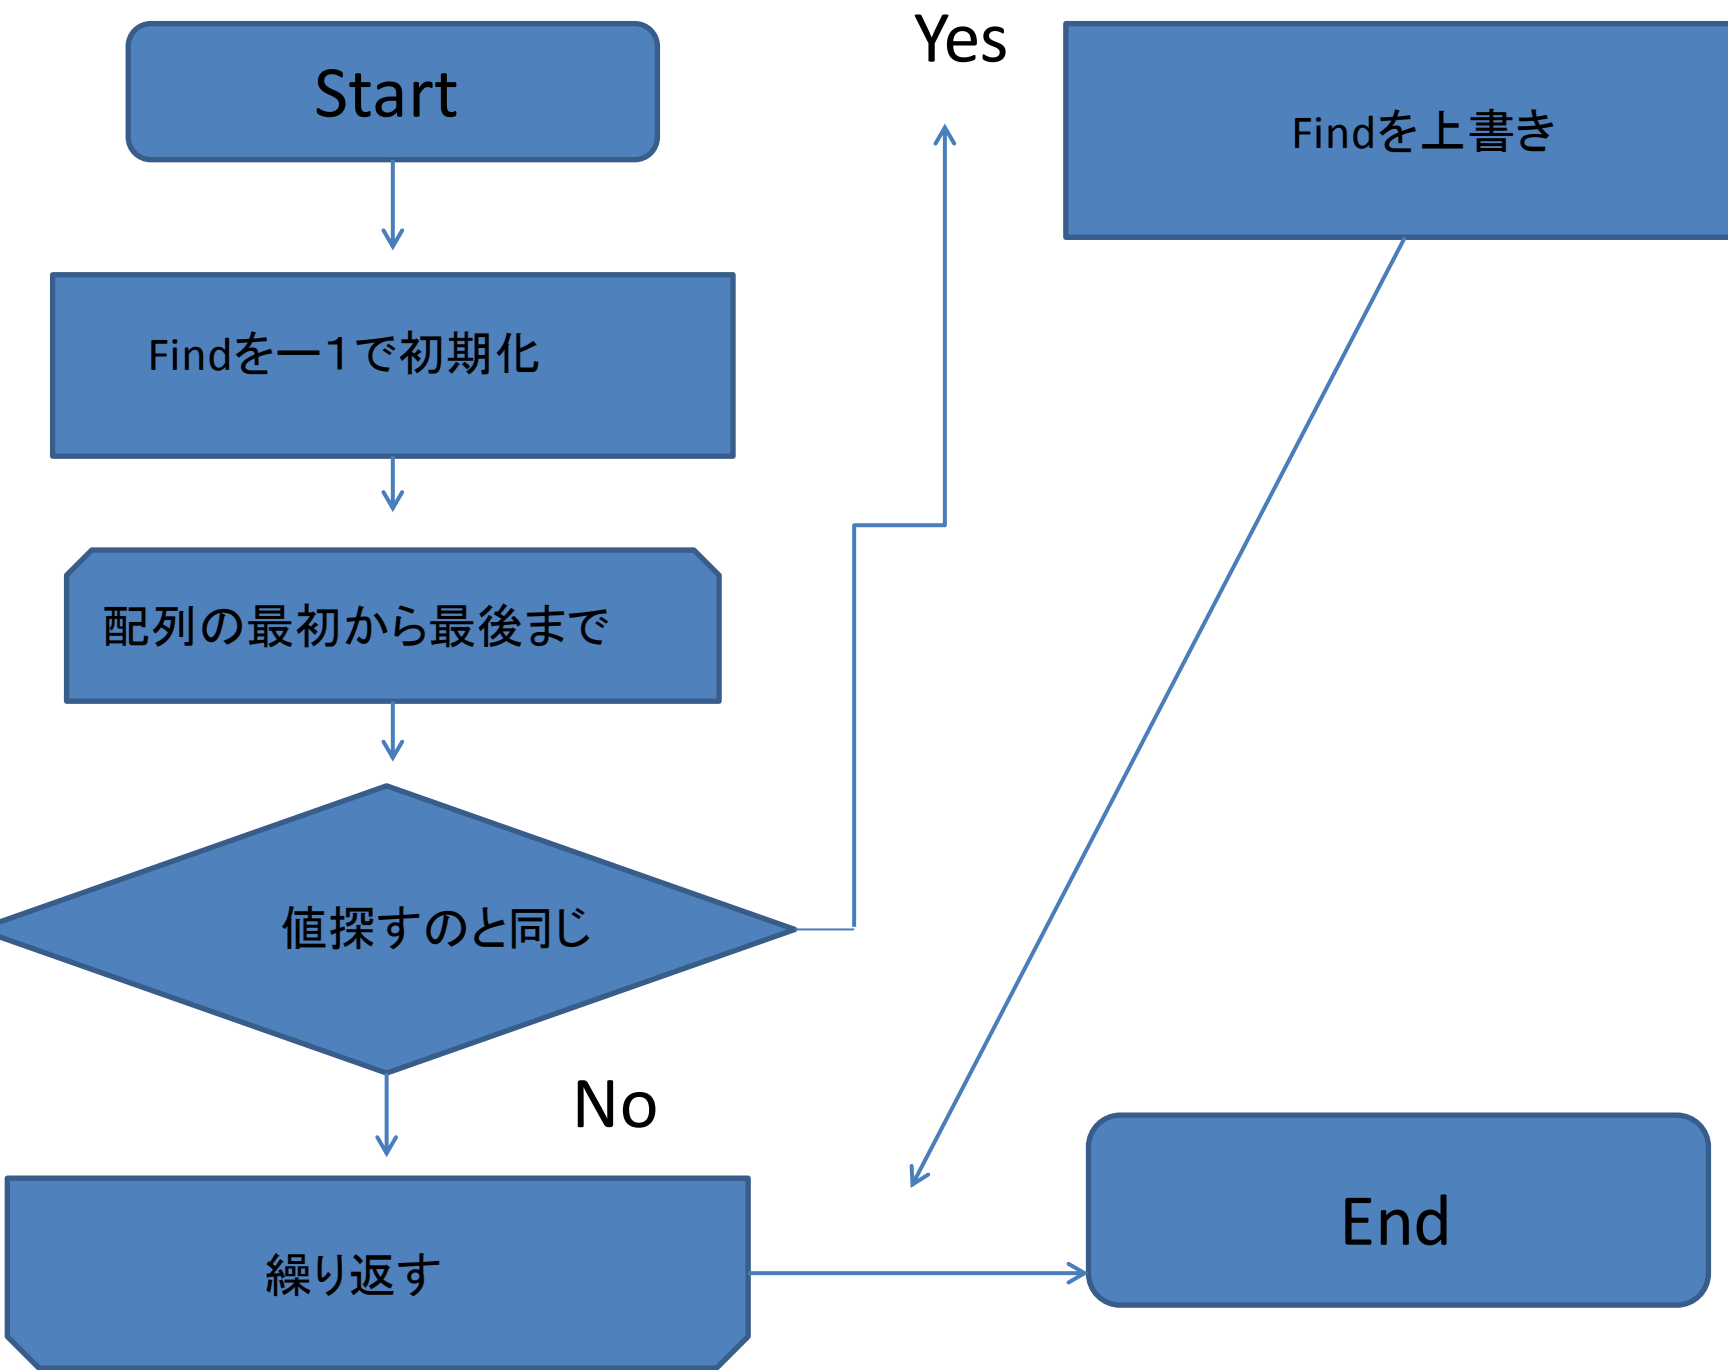 Start
Findをー１で初期化
配列の最初から最後まで
値探すのと同じ
No
繰り返す
Yes
Findを上書き
End